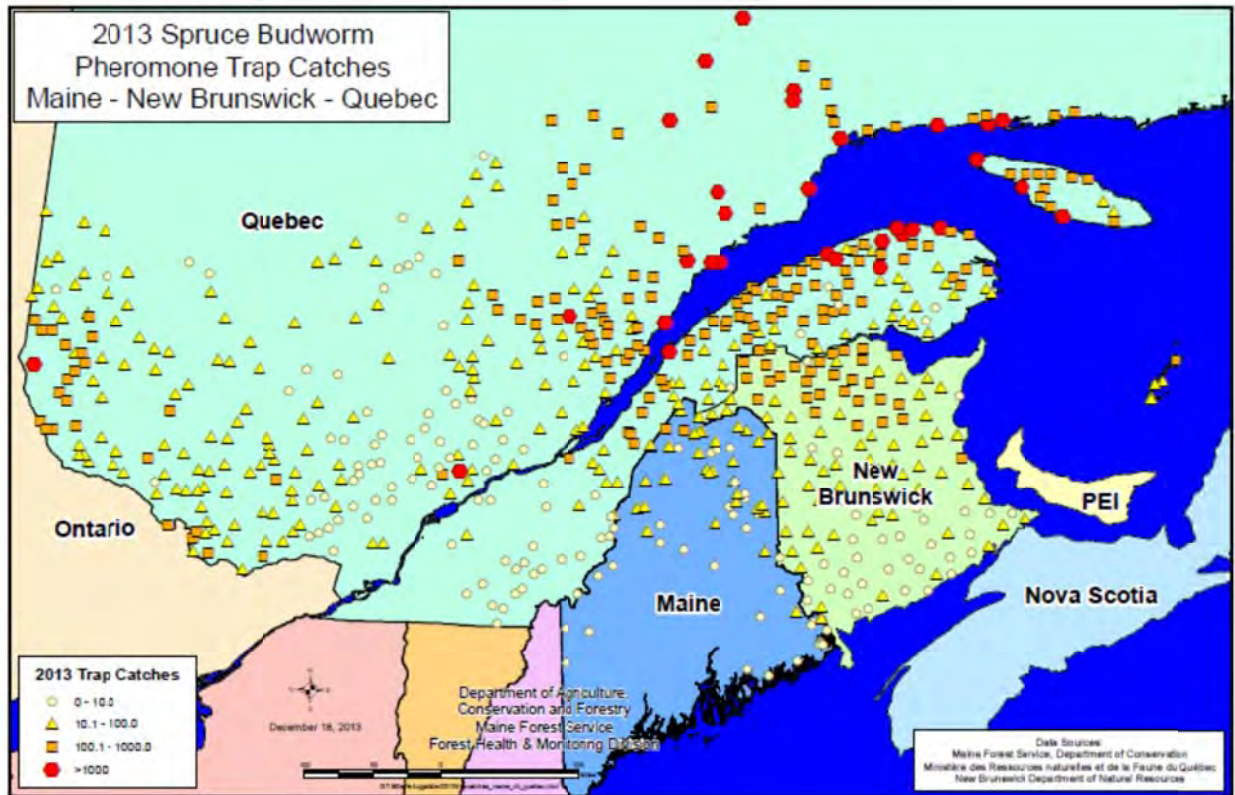 2013 Spruce Budworm
Pheromone Trap Catches
Maine - New Brunswick - Quebec
Quebec
Ontario
New
Brunswick
PEI
Maine
Nova Scotia
2013 Trap Catches
0 - 10.0
10.1 - 100.0
100.1 - 1000.0
>1000
December 16, 2013
Department of Agriculture,
Conservation and Forestry
Maine Forest Service
Forest Health & Monitoring Division
Data Sources:
Maine Forest Service, Department of Conservation
Ministère des Ressources naturelles et de la Faune du Québec
New Brunswick Department of Natural Resources